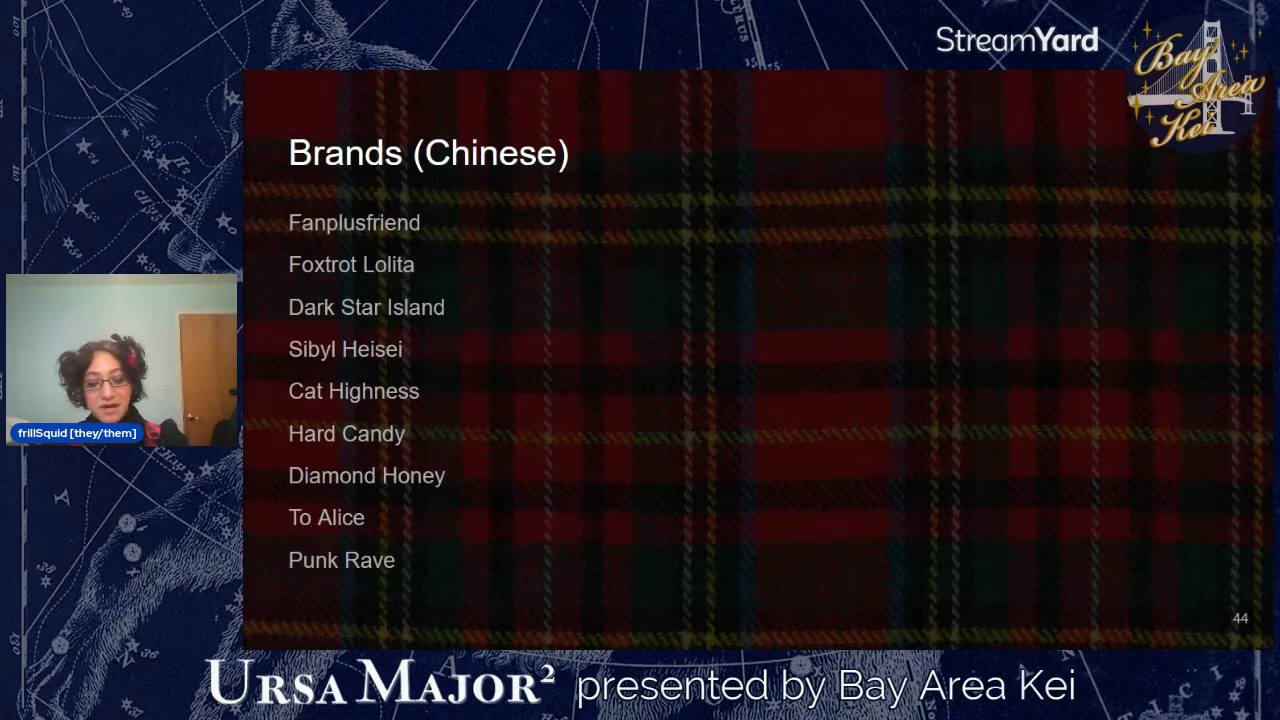 StreamYard
Bay
Area
Kei
Brands (Chinese)
Fanplusfriend
Foxtrot Lolita
Dark Star Island
Sibyl Heisei
Cat Highness
Hard Candy
Diamond Honey
To Alice
Punk Rave
44
frillSquid [they/them]
URSA MAJOR² presented by Bay Area Kei